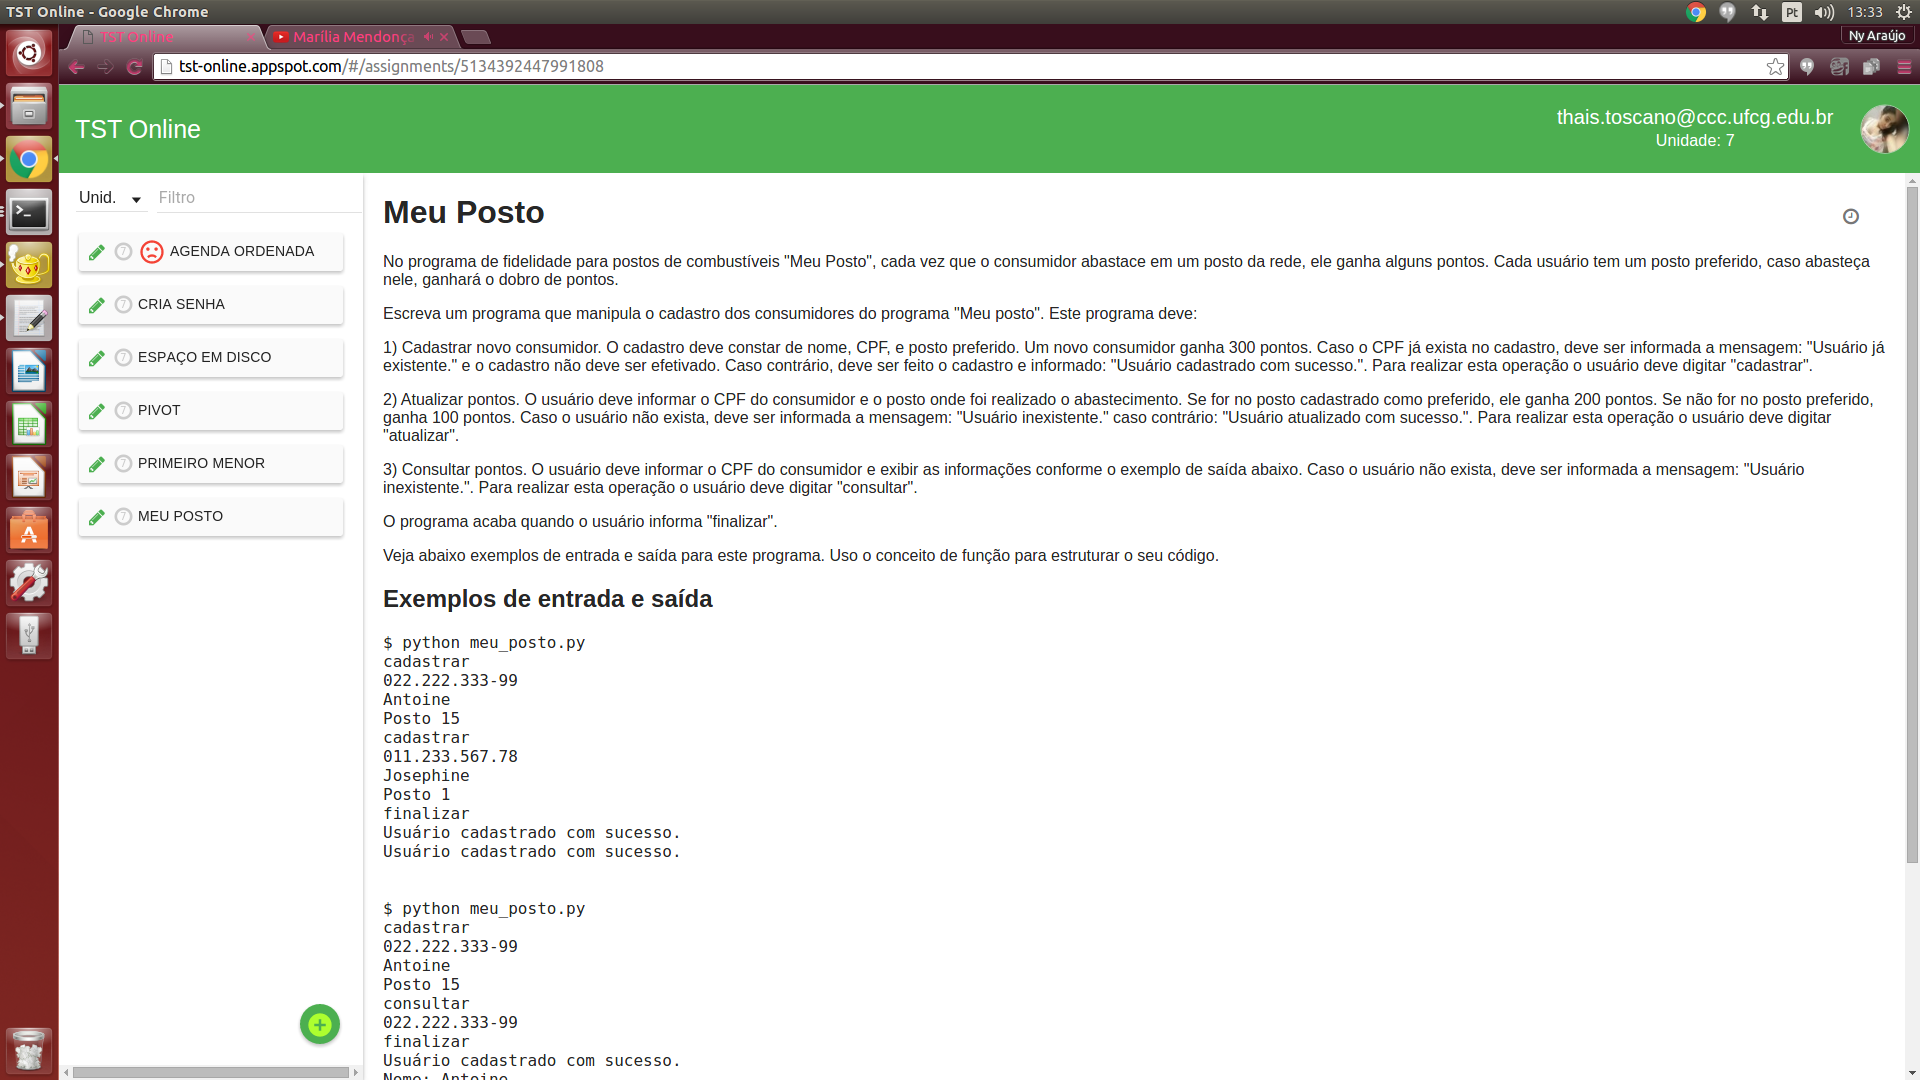 TST Online - Google Chrome
Pt
13:33
TST Online
Marília Mendonça
Ny Araújo
tst-online.appspot.com/#/assignments/5134392447991808
TST Online
thais.toscano@ccc.ufcg.edu.br
Unidade: 7
Unid.
Filtro
7 AGENDA ORDENADA
7 CRIA SENHA
7 ESPAÇO EM DISCO
7 PIVOT
7 PRIMEIRO MENOR
7 MEU POSTO
Meu Posto
No programa de fidelidade para postos de combustíveis "Meu Posto", cada vez que o consumidor abastace em um posto da rede, ele ganha alguns pontos. Cada usuário tem um posto preferido, caso abasteça
nele, ganhará o dobro de pontos.
Escreva um programa que manipula o cadastro dos consumidores do programa "Meu posto". Este programa deve:
1) Cadastrar novo consumidor. O cadastro deve constar de nome, CPF, e posto preferido. Um novo consumidor ganha 300 pontos. Caso o CPF já exista no cadastro, deve ser informada a mensagem: "Usuário já
existente." e o cadastro não deve ser efetivado. Caso contrário, deve ser feito o cadastro e informado: "Usuário cadastrado com sucesso.". Para realizar esta operação o usuário deve digitar "cadastrar".
2) Atualizar pontos. O usuário deve informar o CPF do consumidor e o posto onde foi realizado o abastecimento. Se for no posto cadastrado como preferido, ele ganha 200 pontos. Se não for no posto preferido,
ganha 100 pontos. Caso o usuário não exista, deve ser informada a mensagem: "Usuário inexistente." caso contrário: "Usuário atualizado com sucesso.". Para realizar esta operação o usuário deve digitar
"atualizar".
3) Consultar pontos. O usuário deve informar o CPF do consumidor e exibir as informações conforme o exemplo de saída abaixo. Caso o usuário não exista, deve ser informada a mensagem: "Usuário
inexistente.". Para realizar esta operação o usuário deve digitar "consultar".
O programa acaba quando o usuário informa "finalizar".
Veja abaixo exemplos de entrada e saída para este programa. Uso o conceito de função para estruturar o seu código.
Exemplos de entrada e saída
$ python meu_posto.py
cadastrar
022.222.333-99
Antoine
Posto 15
cadastrar
011.233.567.78
Josephine
Posto 1
finalizar
Usuário cadastrado com sucesso.
Usuário cadastrado com sucesso.
$ python meu_posto.py
cadastrar
022.222.333-99
Antoine
Posto 15
consultar
022.222.333-99
finalizar
Usuário cadastrado com sucesso.
Nome: Antoine